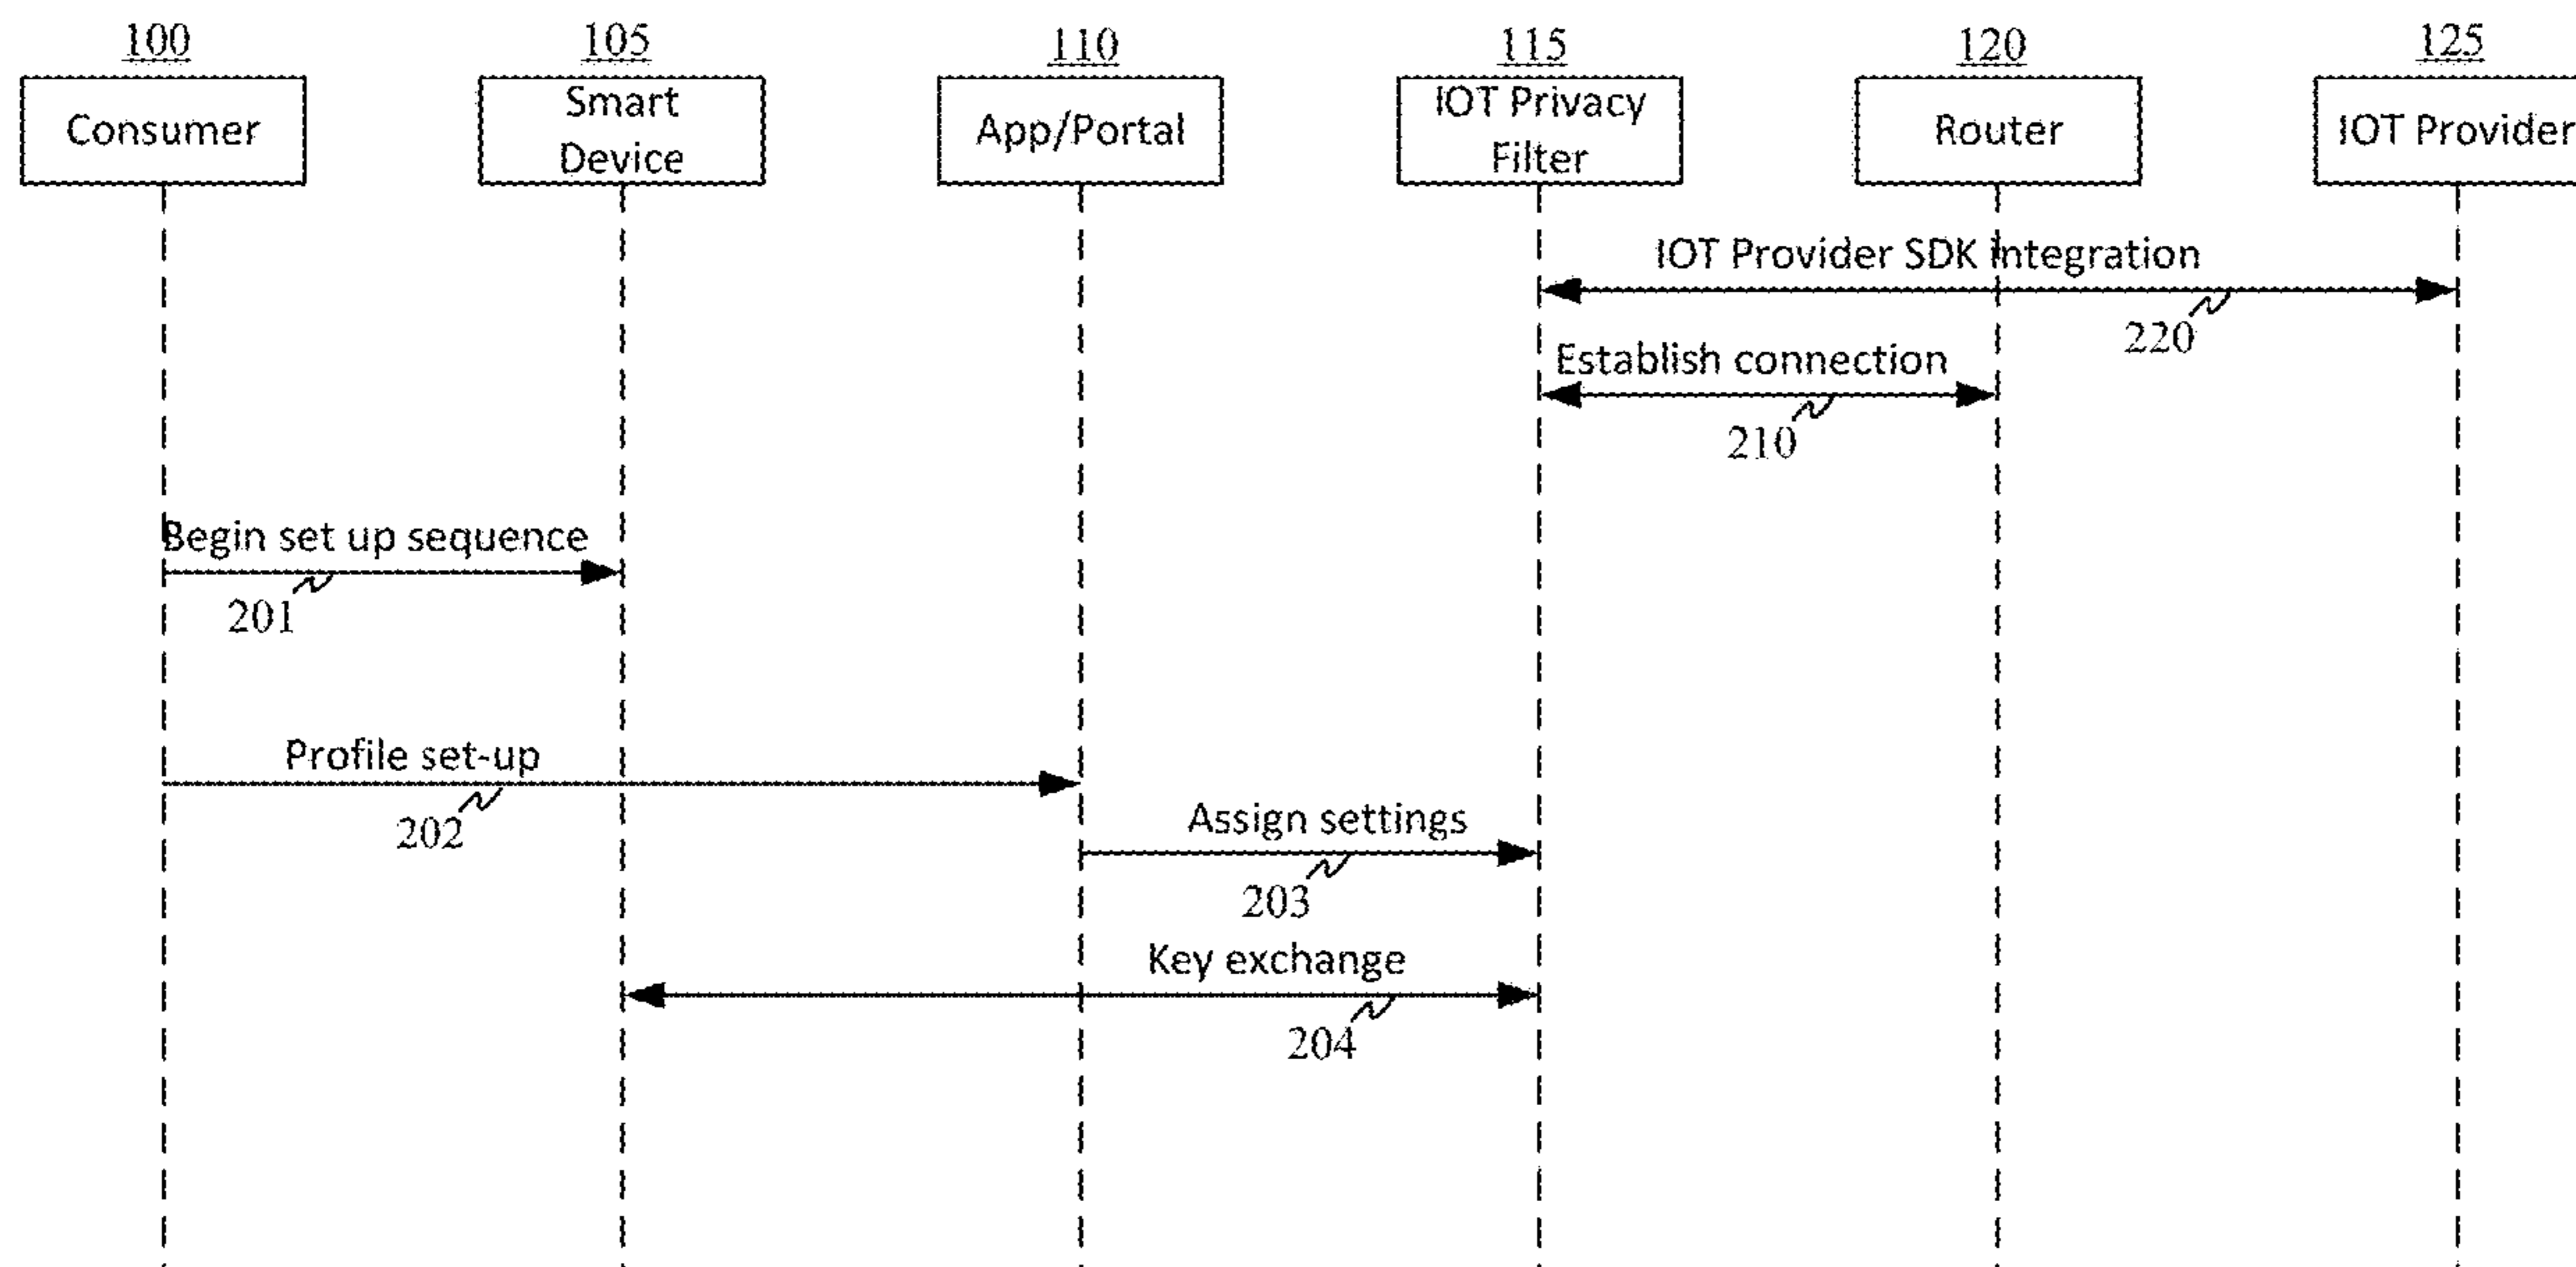 100
105
110
115
120
125
Consumer
Smart
Device
App/Portal
IOT Privacy
Filter
Router
IOT Provider
IOT Provider SDK Integration
220
Establish connection
210
Begin set up sequence
201
Profile set-up
202
Assign settings
203
Key exchange
204